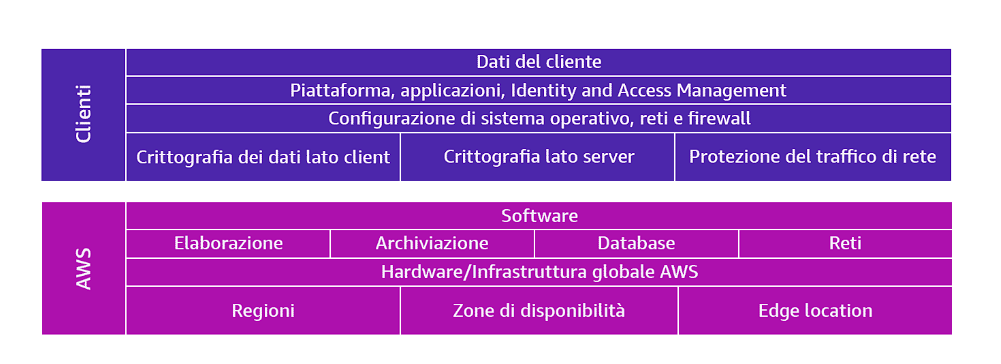 Clienti
Dati del cliente
Piattaforma, applicazioni, Identity and Access Management
Configurazione di sistema operativo, reti e firewall
Crittografia dei dati lato client
Crittografia lato server
Protezione del traffico di rete
AWS
Software
Elaborazione
Archiviazione
Database
Reti
Hardware/Infrastruttura globale AWS
Regioni
Zone di disponibilità
Edge location